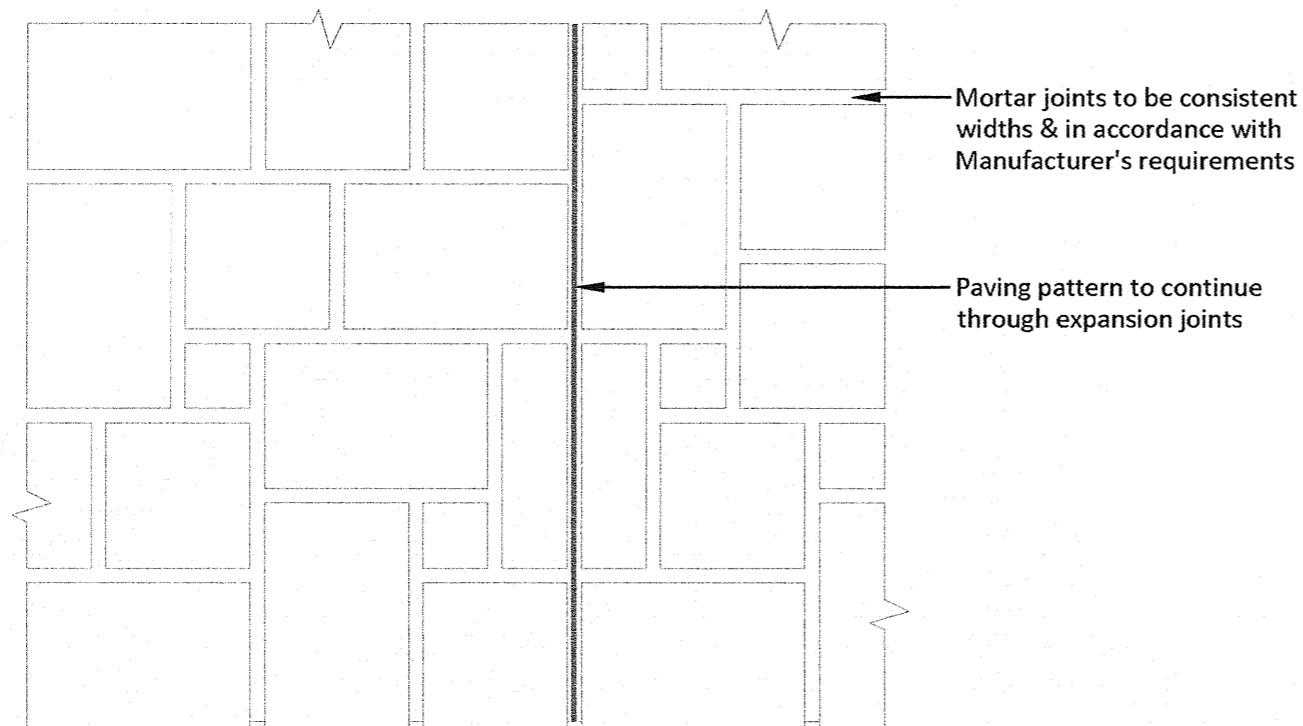 Mortar joints to be consistent
widths & in accordance with
Manufacturer's requirements
Paving pattern to continue
through expansion joints